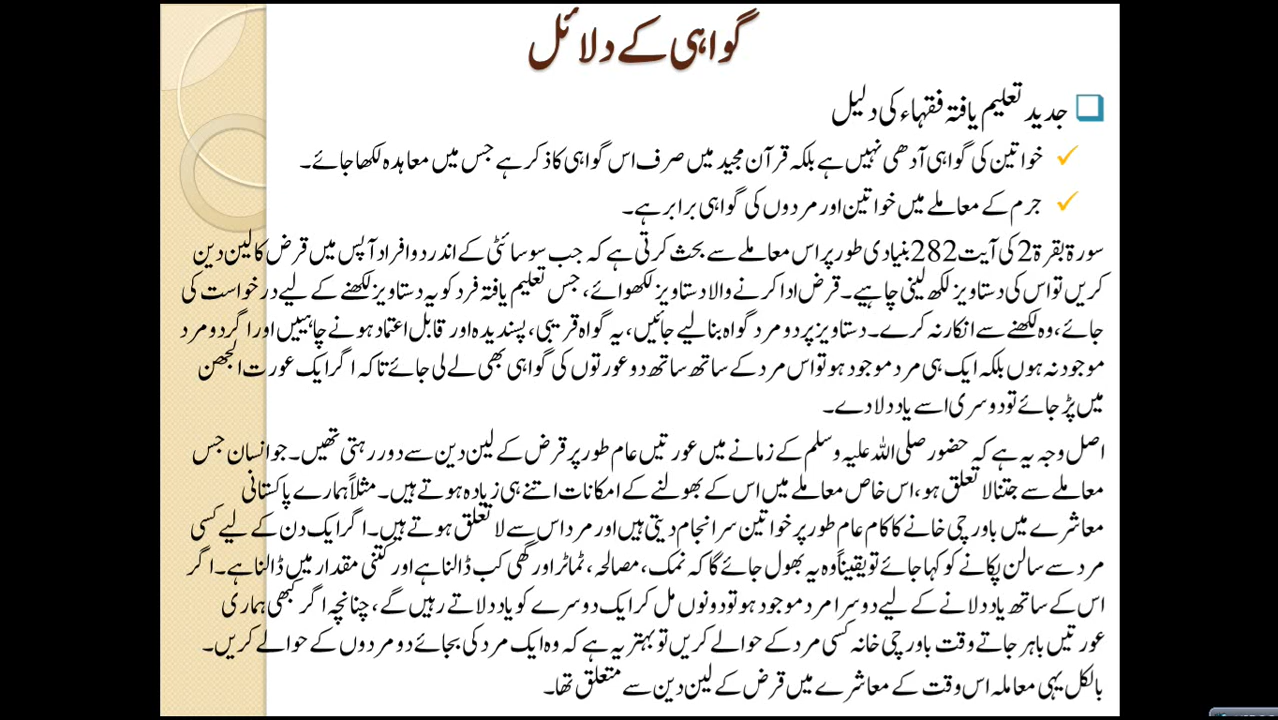 گواہی کے دلائل
جدید تعلیم یافتہ فقہاء کی دلیل
خواتین کی گواہی آدھی نہیں ہے بلکہ قرآن مجید میں صرف اس گواہی کا ذکر ہے جس میں معاہدہ لکھا جائے۔
جرم کے معاملے میں خواتین اور مردوں کی گواہی برابر ہے۔
سورۃ بقرۃ 2 کی آیت 282 بنیادی طور پر اس معاملے سے بحث کرتی ہے کہ جب سوسائٹی کے اندر دو افراد آپس میں قرض کا لین دین
کریں تو اس کی دستاویز لکھ لینی چاہیے۔ قرض ادا کرنے والا دستاویز لکھوائے، جس تعلیم یافتہ فرد کو یہ دستاویز لکھنے کے لیے درخواست کی
جائے، وہ لکھنے سے انکار نہ کرے۔ دستاویز پر دو مرد گواہ بنا لیے جائیں، یہ گواہ قریبی، پسندیدہ اور قابل اعتماد ہونے چاہییں اور اگر دو مرد
موجود نہ ہوں بلکہ ایک ہی مرد موجود ہو تو اس مرد کے ساتھ ساتھ دو عورتوں کی گواہی بھی لے لی جائے تاکہ اگر ایک عورت الجھن
میں پڑ جائے تو دوسری اسے یاد دلا دے۔
اصل وجہ یہ ہے کہ حضور صلی اللہ علیہ وسلم کے زمانے میں عورتیں عام طور پر قرض کے لین دین سے دور رہتی تھیں۔ جو انسان جس
معاملے سے جتنا لا تعلق ہو، اس خاص معاملے میں اس کے بھولنے کے امکانات اتنے ہی زیادہ ہوتے ہیں۔ مثلاً ہمارے پاکستانی
معاشرے میں باورچی خانے کا کام عام طور پر خواتین سرانجام دیتی ہیں اور مرد اس سے لا تعلق ہوتے ہیں۔ اگر ایک دن کے لیے کسی
مرد سے سالن پکانے کو کہا جائے تو یقیناً وہ یہ بھول جائے گا کہ نمک، مصالحہ، ٹماٹر اور گھی کب ڈالنا ہے اور کتنی مقدار میں ڈالنا ہے۔ اگر
اس کے ساتھ یاد دلانے کے لیے دوسرا مرد موجود ہو تو دونوں مل کر ایک دوسرے کو یاد دلاتے رہیں گے، چنانچہ اگر کبھی ہماری
عورتیں باہر جاتے وقت باورچی خانہ کسی مرد کے حوالے کریں تو بہتر یہ ہے کہ وہ ایک مرد کی بجائے دو مردوں کے حوالے کریں۔
بالکل یہی معاملہ اس وقت کے معاشرے میں قرض کے لین دین سے متعلق تھا۔